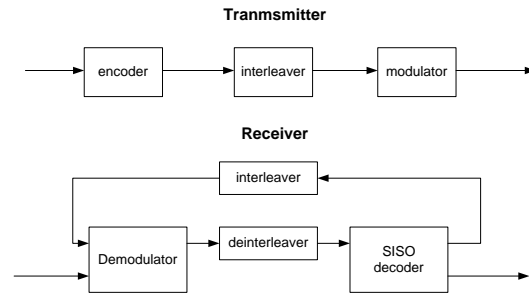 Tranmsmitter
encoder
interleaver
modulator
Receiver
interleaver
Demodulator
deinterleaver
SISO
decoder